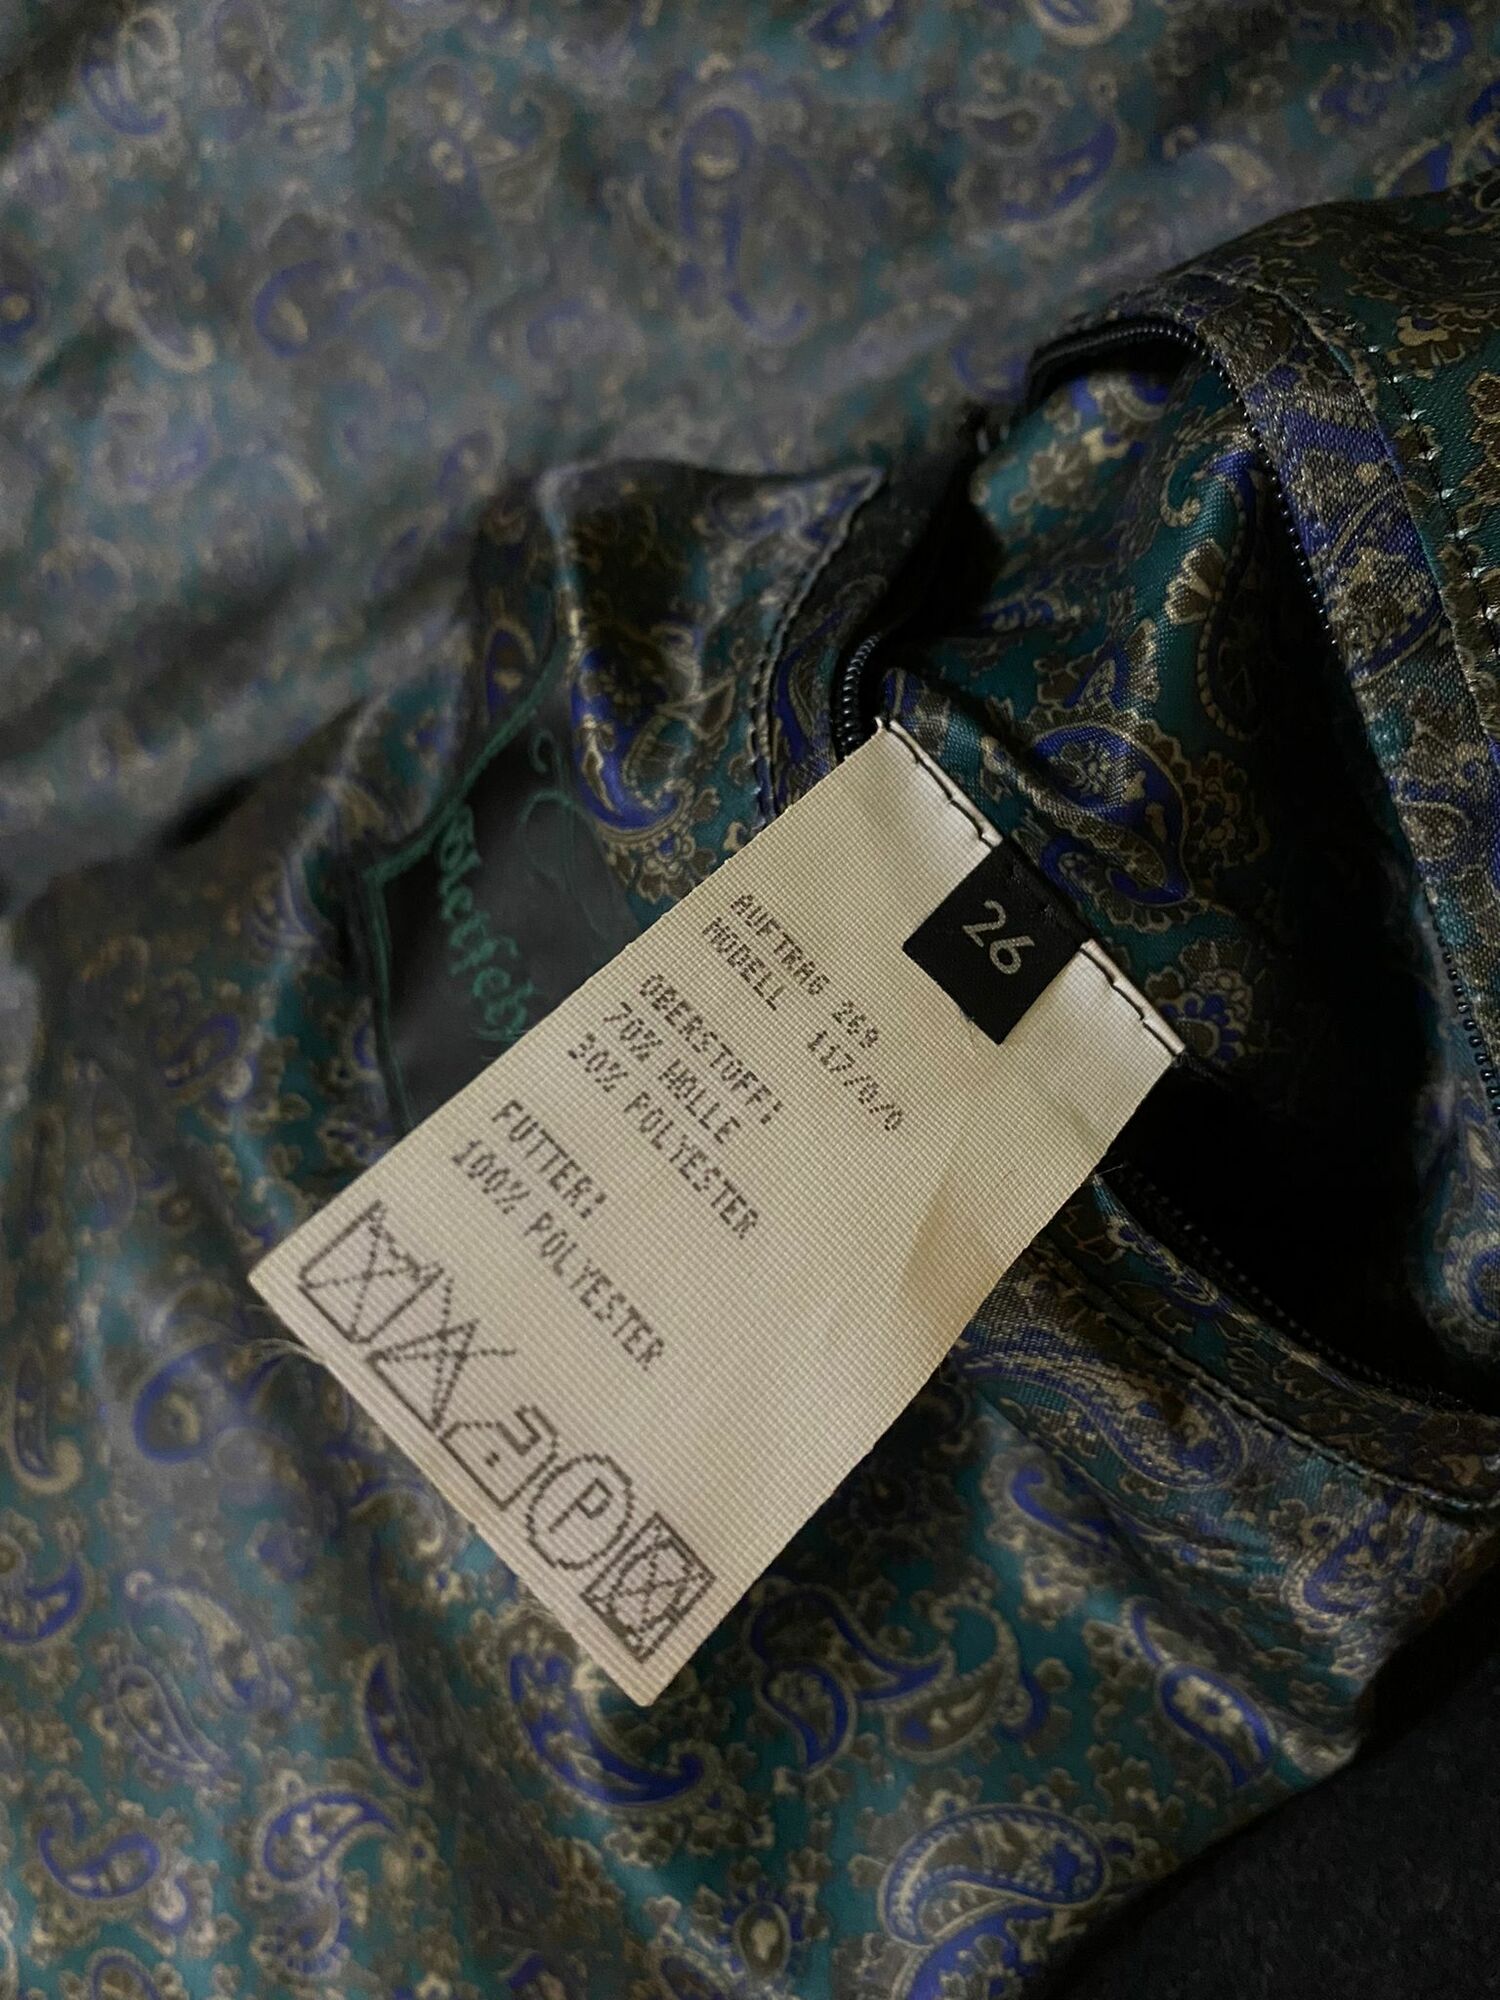 26
AUFTRAG 269
MODELL 117/0/0
OBERSTOFF:
70% WOLLE
30% POLYESTER
FUTTER:
100% POLYESTER
P